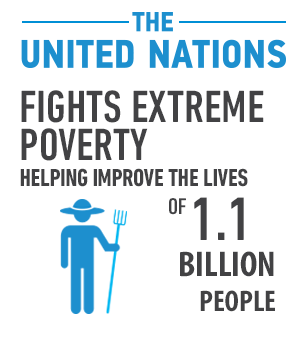 THE
UNITED NATIONS
FIGHTS EXTREME
POVERTY
HELPING IMPROVE THE LIVES
OF 1.1
BILLION
PEOPLE